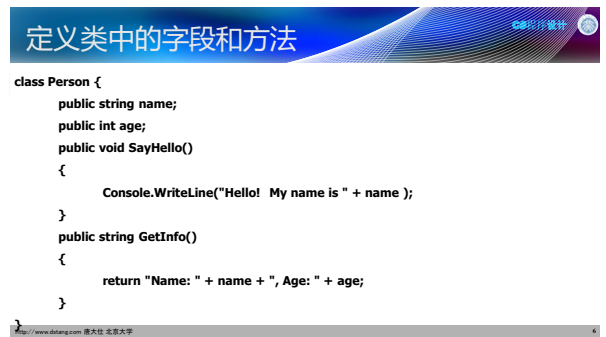 定义类中的字段和方法
C#程序设计
class Person {
public string name;
public int age;
public void SayHello()
{
Console.WriteLine("Hello!  My name is " + name );
}
public string GetInfo()
{
return "Name: " + name + ", Age: " + age;
}
}
http://www.dstang.com 唐大仕 北京大学
6